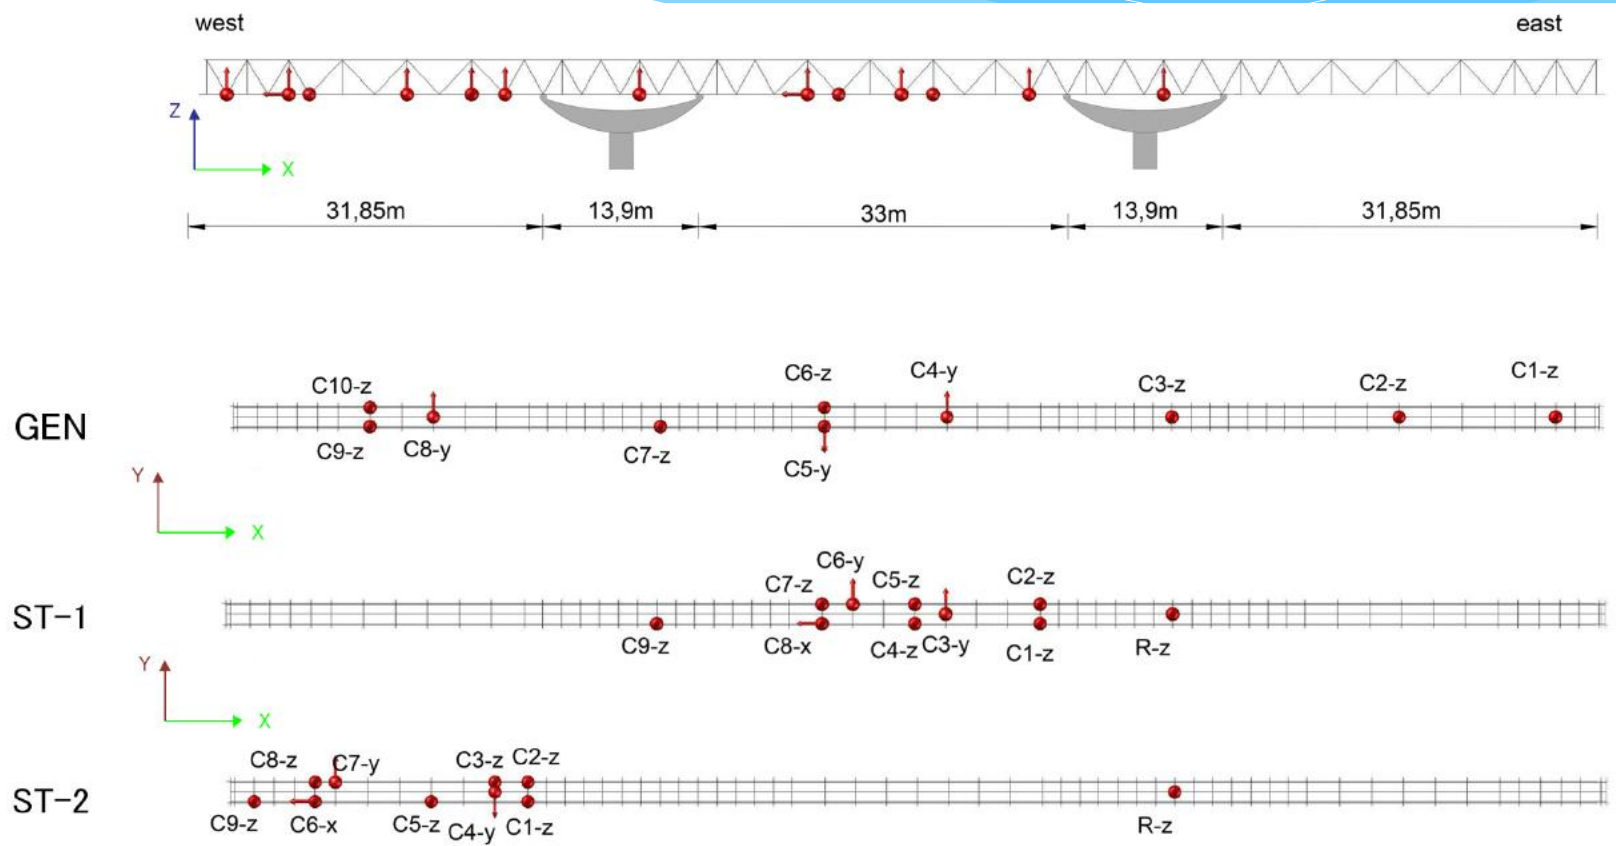 west
east
Z
X
31,85m
13,9m
33m
13,9m
31,85m
C10-z
C6-z
C4-y
C3-z
C2-z
C1-z
GEN
C9-z
C8-y
C7-z
C5-y
Y
X
C7-z
C6-y
C5-z
C2-z
ST-1
C9-z
C8-x
C4-z
C3-y
C1-z
R-z
Y
X
C8-z
C7-y
C3-z
C2-z
ST-2
C9-z
C6-x
C5-z
C4-y
C1-z
R-z